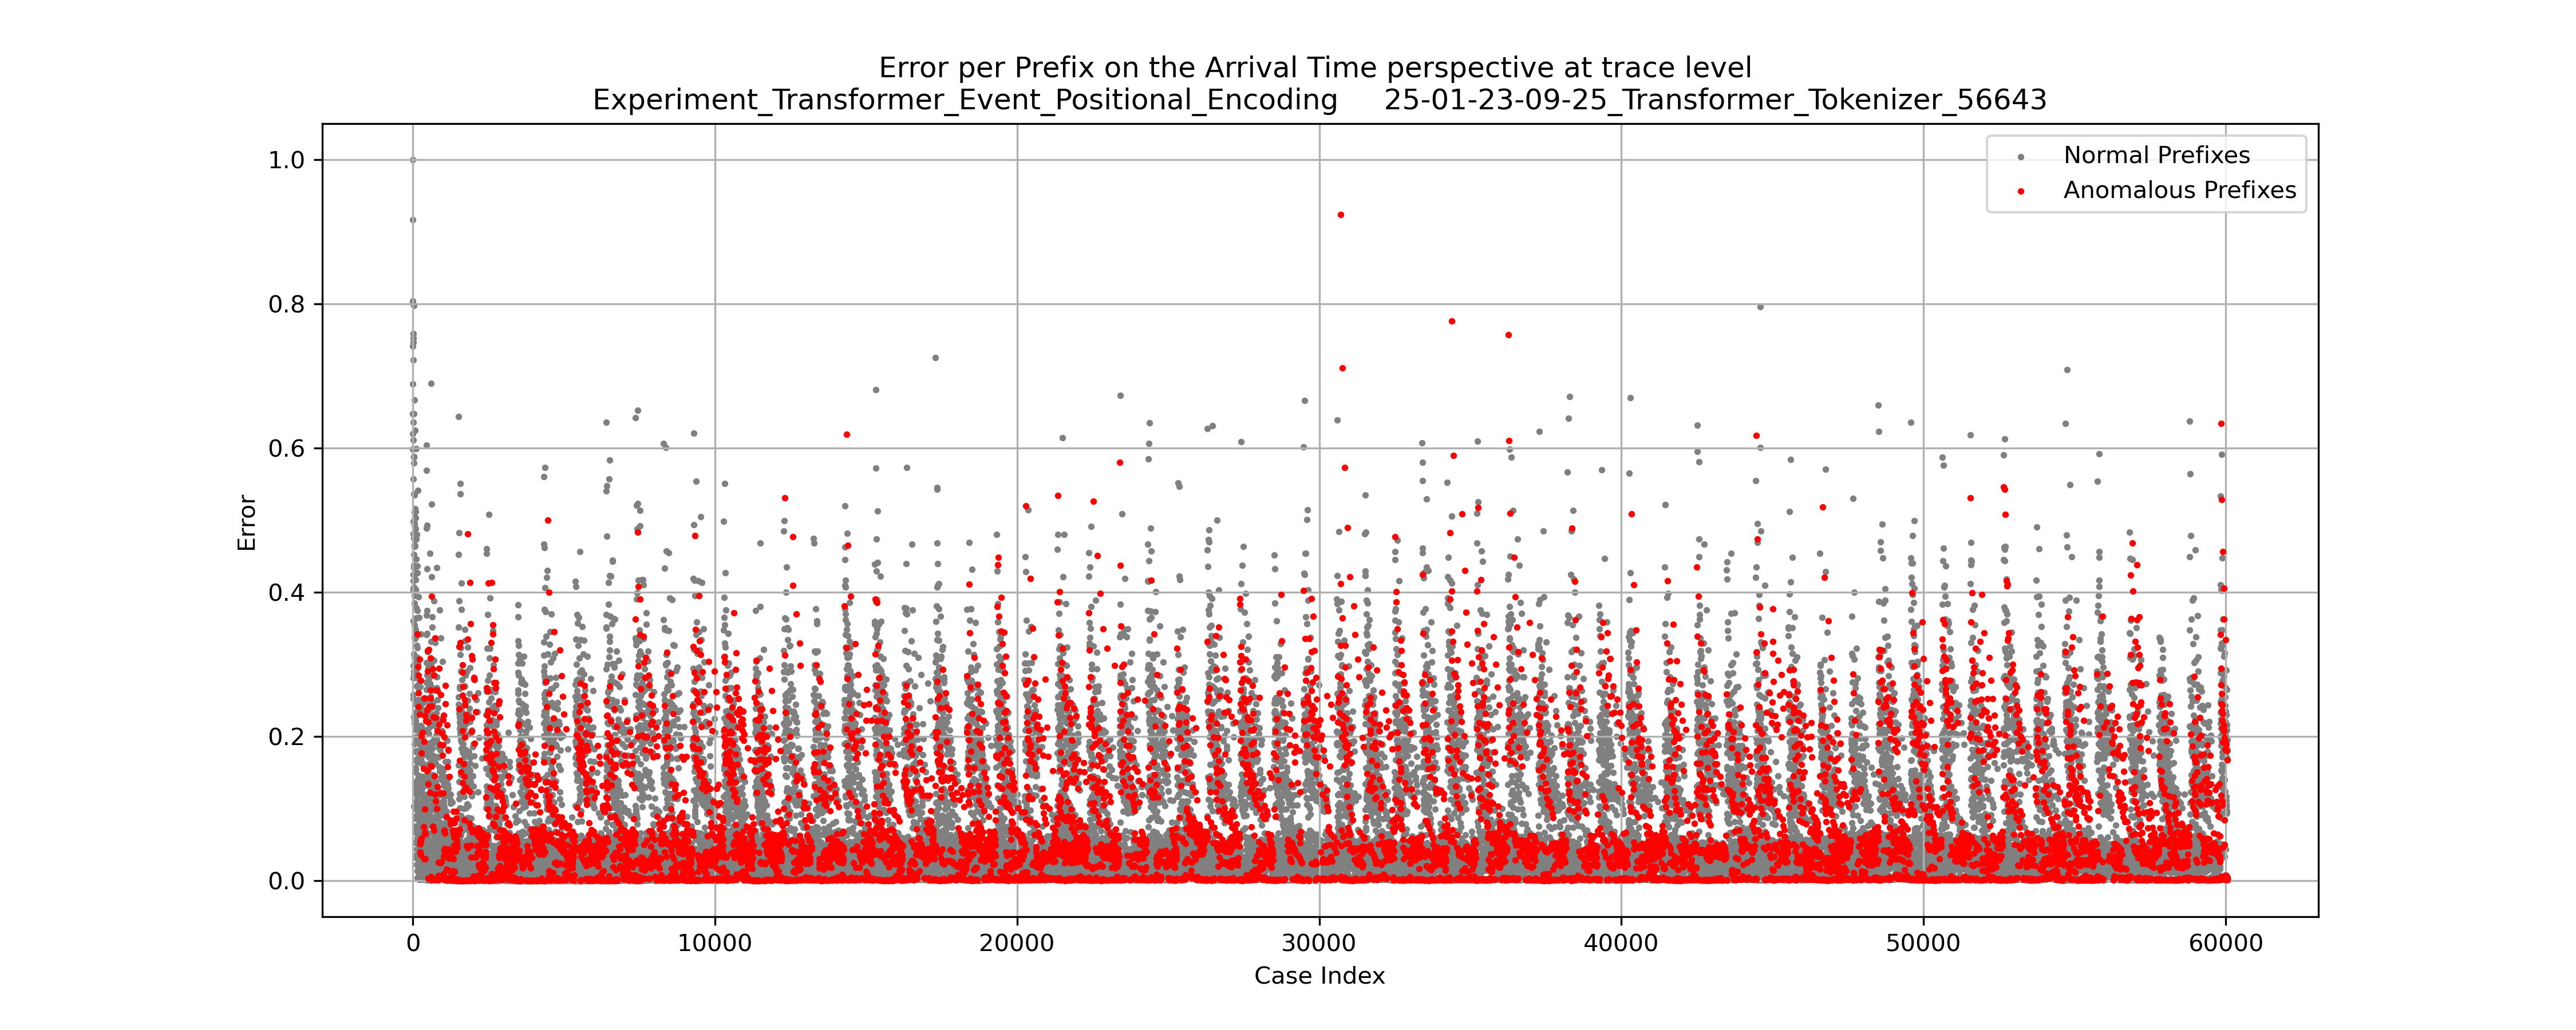 Error per Prefix on the Arrival Time perspective at trace level
Experiment_Transformer_Event_Positional_Encoding 25-01-23-09-25_Transformer_Tokenizer_56643
Normal Prefixes
Anomalous Prefixes
Error
1.0
0.8
0.6
0.4
0.2
0.0
0 10000 20000 30000 40000 50000 60000
Case Index